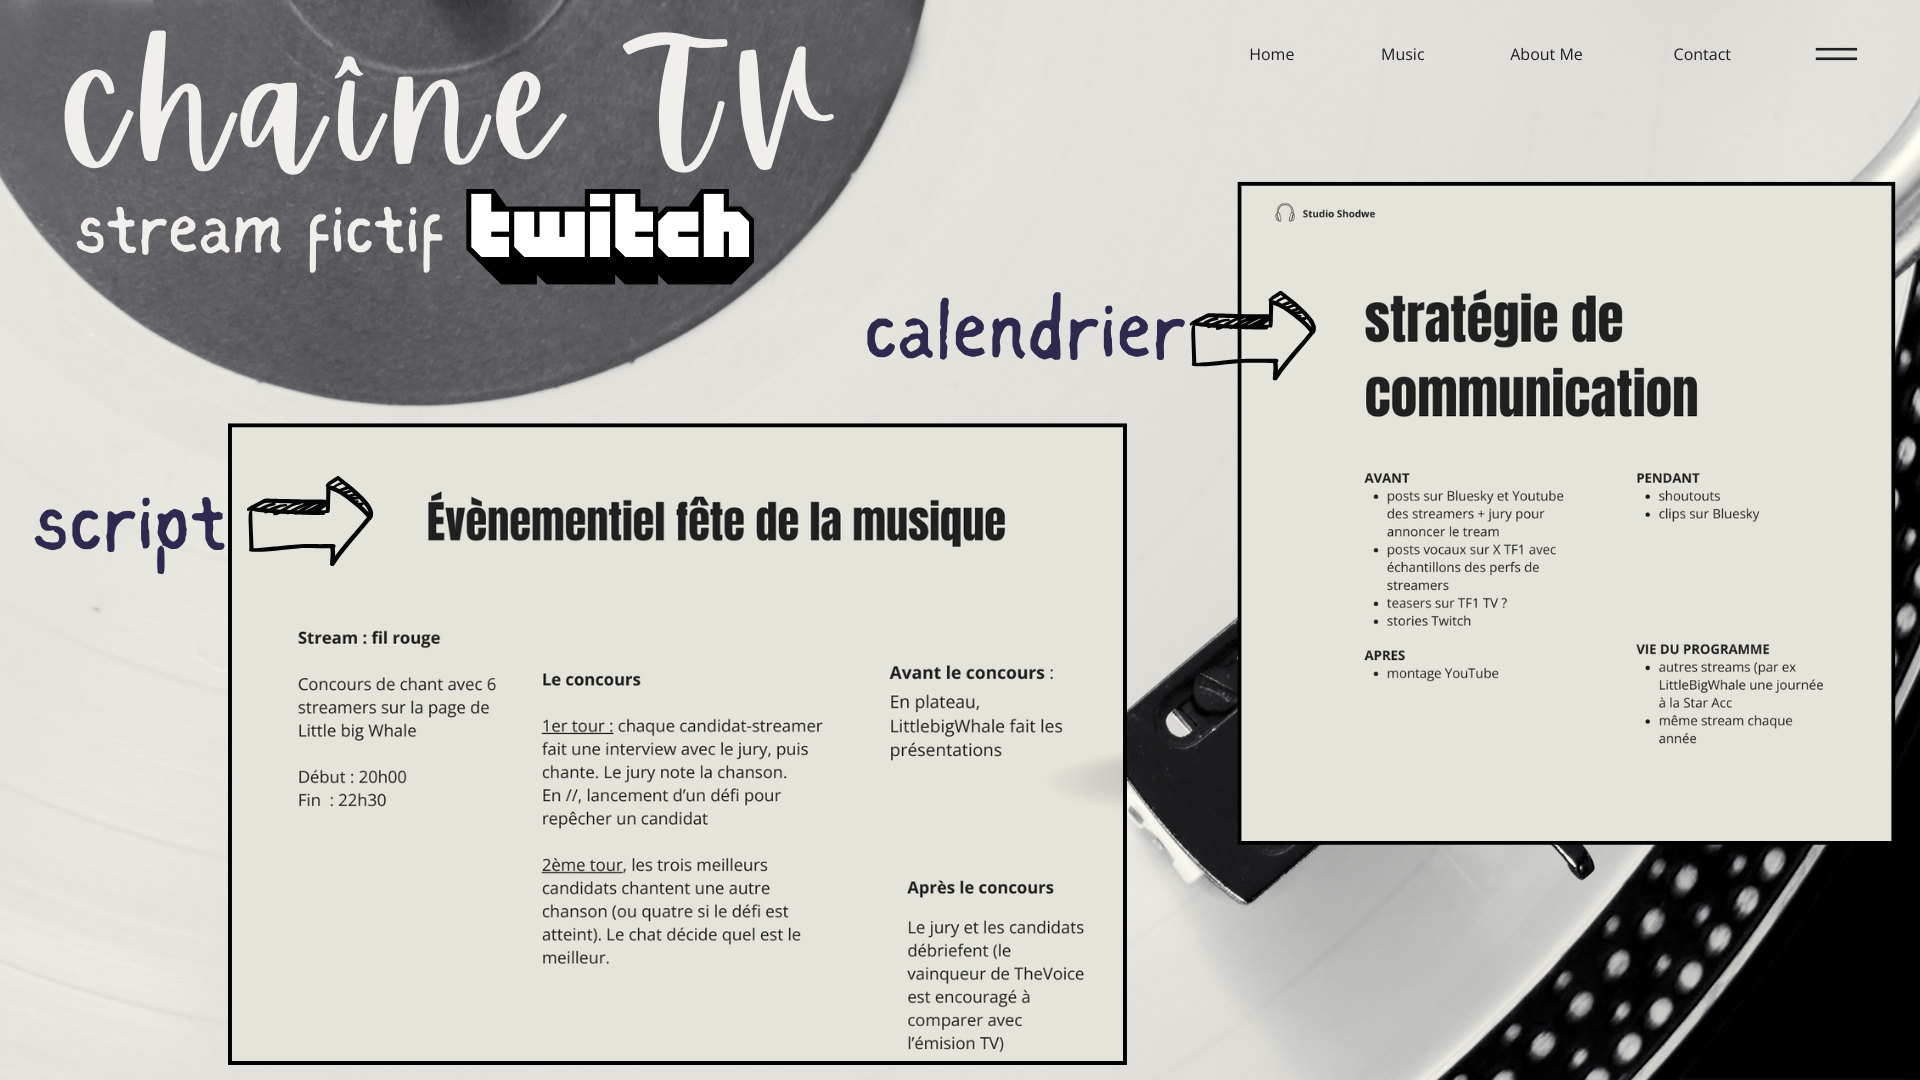 chaîne TV
stream fictif twitch
Home Music About Me Contact
calendrier
Studio Shodwe
stratégie de
communication
AVANT
posts sur Bluesky et Youtube
des streamers + jury pour
annoncer le tream
posts vocaux sur X TF1 avec
échantillons des perfs de
streamers
teasers sur TF1 TV ?
stories Twitch
APRES
montage YouTube
PENDANT
shoutouts
clips sur Bluesky
VIE DU PROGRAMME
autres streams (par ex
LittleBigWhale une journée
à la Star Acc
même stream chaque
année
script
Évènementiel fête de la musique
Stream : fil rouge
Concours de chant avec 6
streamers sur la page de
Little big Whale
Début : 20h00
Fin : 22h30
Le concours
1er tour : chaque candidat-streamer
fait une interview avec le jury, puis
chante. Le jury note la chanson.
En //, lancement d’un défi pour
repêcher un candidat
2ème tour, les trois meilleurs
candidats chantent une autre
chanson (ou quatre si le défi est
atteint). Le chat décide quel est le
meilleur.
Avant le concours :
En plateau,
LittlebigWhale fait les
présentations
Après le concours
Le jury et les candidats
débriefent (le
vainqueur de TheVoice
est encouragé à
comparer avec
l’émision TV)